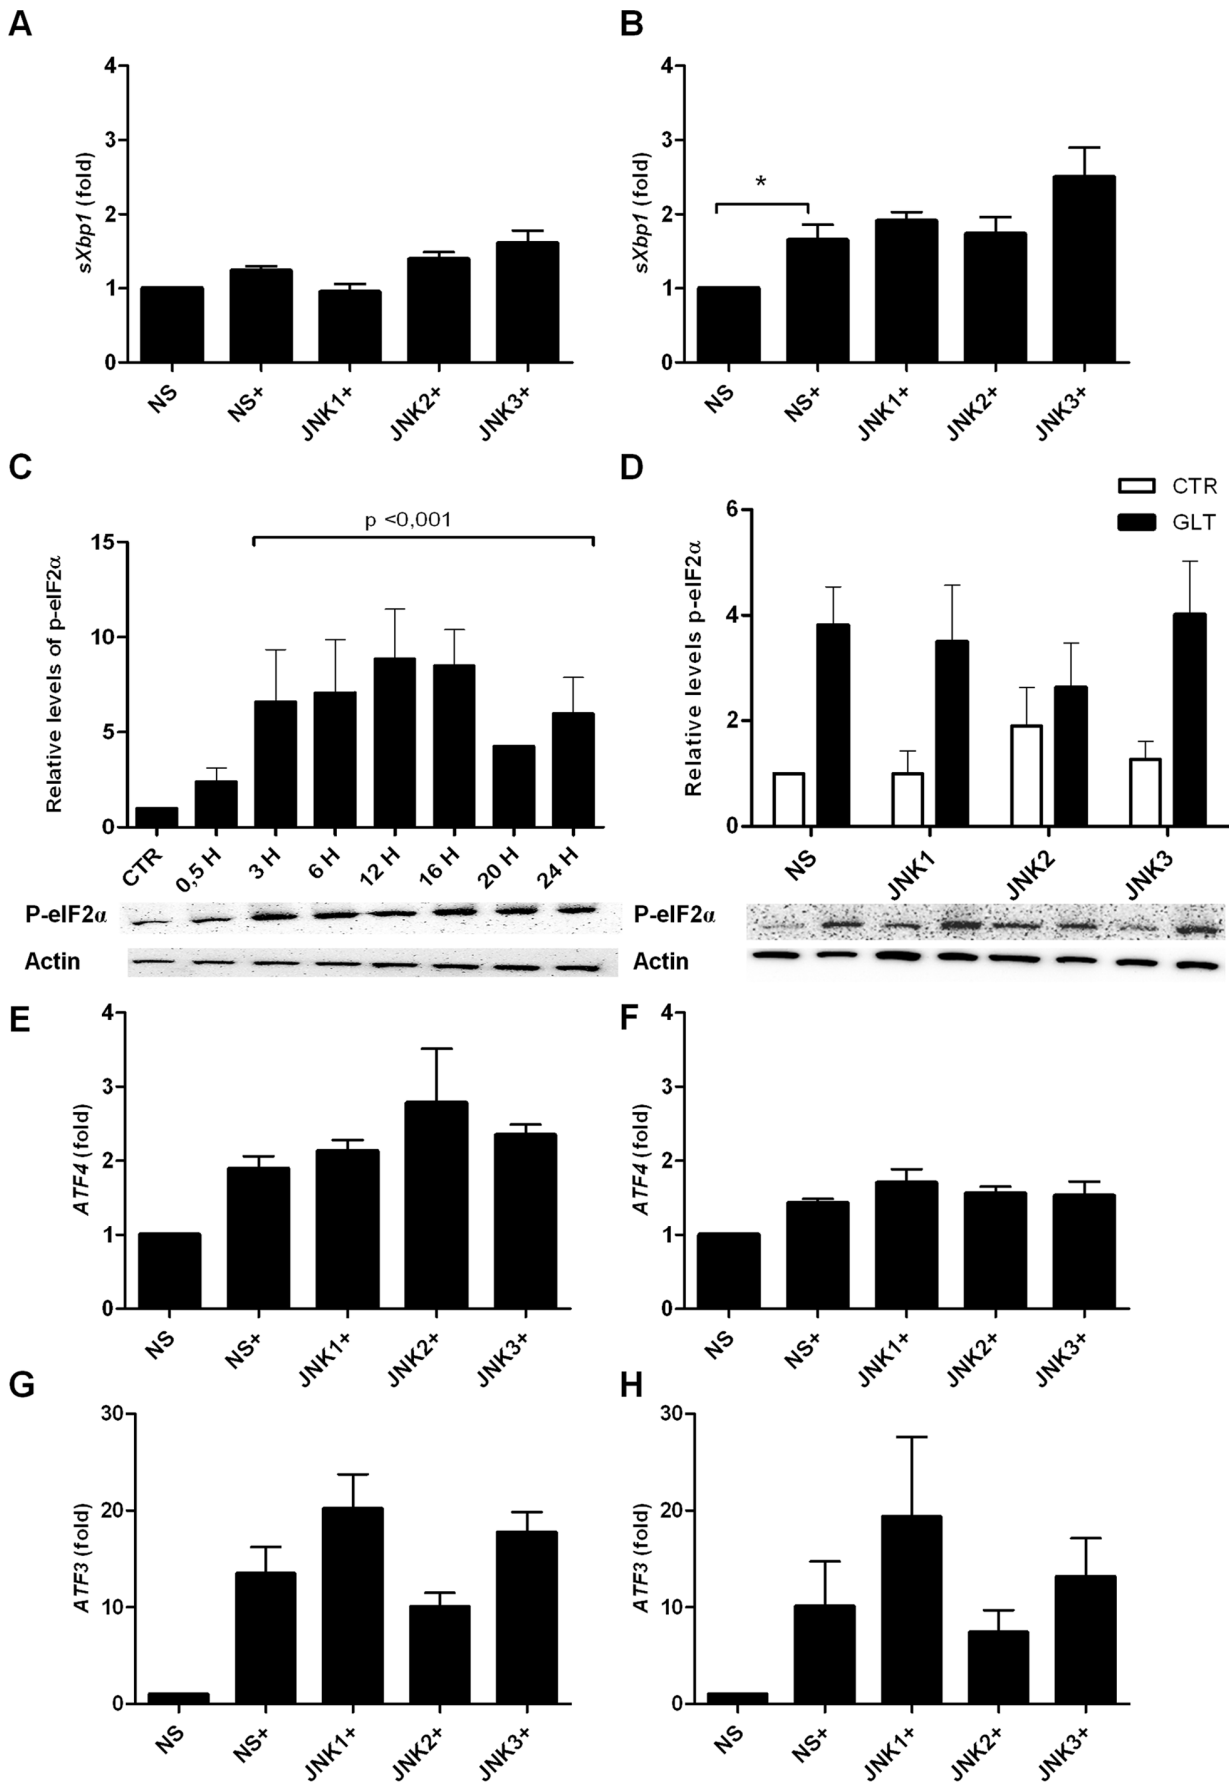 A
4
3
2
1
0
sXbp1 (fold)
NS
NS+
JNK1+
JNK2+
JNK3+
B
4
3
2
1
0
sXbp1 (fold)
*
NS
NS+
JNK1+
JNK2+
JNK3+
C
p <0,001
15
10
5
0
Relative levels of p-eIF2α
CTR
0,5 H
3 H
6 H
12 H
16 H
20 H
24 H
P-eIF2α
Actin
D
CTR
GLT
6
4
2
0
Relative levels p-eIF2α
NS
JNK1
JNK2
JNK3
P-eIF2α
Actin
E
4
3
2
1
0
ATF4 (fold)
NS
NS+
JNK1+
JNK2+
JNK3+
F
4
3
2
1
0
ATF4 (fold)
NS
NS+
JNK1+
JNK2+
JNK3+
G
30
20
10
0
ATF3 (fold)
NS
NS+
JNK1+
JNK2+
JNK3+
H
30
20
10
0
ATF3 (fold)
NS
NS+
JNK1+
JNK2+
JNK3+